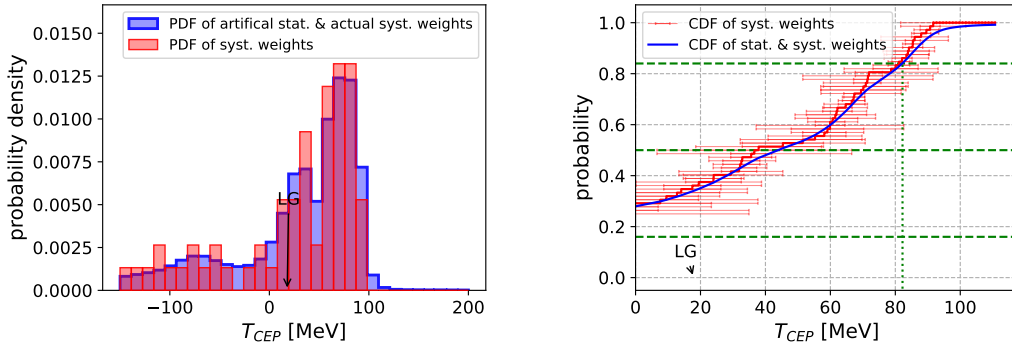 PDF of artifical stat. & actual syst. weights
PDF of syst. weights
probability density
0.0150
0.0125
0.0100
0.0075
0.0050
0.0025
0.0000
LG
−100
0
100
200
T_CEP [MeV]
CDF of syst. weights
CDF of stat. & syst. weights
probability
1.0
0.8
0.6
0.4
0.2
0.0
LG
0
20
40
60
80
100
T_CEP [MeV]